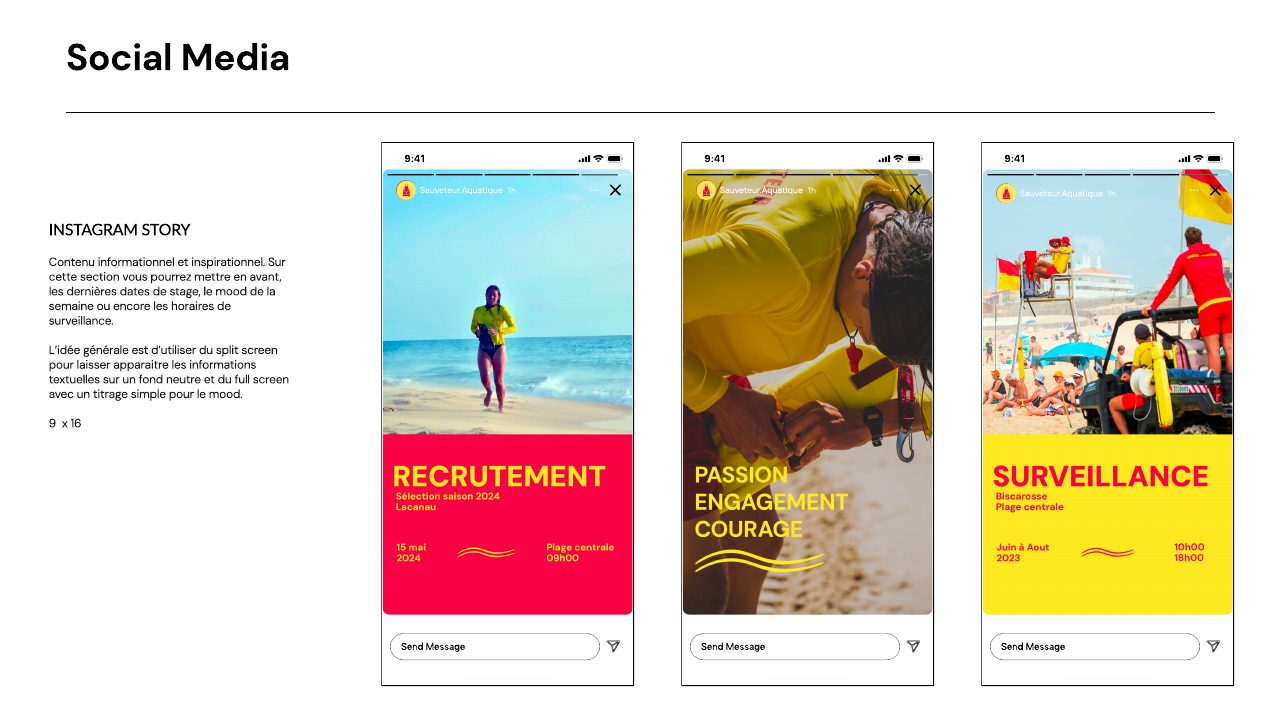 Social Media
INSTAGRAM STORY
Contenu informationnel et inspirationnel. Sur
cette section vous pourrez mettre en avant,
les dernières dates de stage, le mood de la
semaine ou encore les horaires de
surveillance.
L'idée générale est d'utiliser du split screen
pour laisser apparaitre les informations
textuelles sur un fond neutre et du full screen
avec un titrage simple pour le mood.
9 x 16
9:41
Sauveteur.Aquatique 1h
RECRUTEMENT
Sélection saison 2024
Lacanau
15 mai
2024
Plage centrale
09h00
Send Message
9:41
Sauveteur.Aquatique 1h
PASSION
ENGAGEMENT
COURAGE
Send Message
9:41
Sauveteur.Aquatique 1h
SURVEILLANCE
Biscarosse
Plage centrale
Juin à Aout
2023
10h00
18h00
Send Message